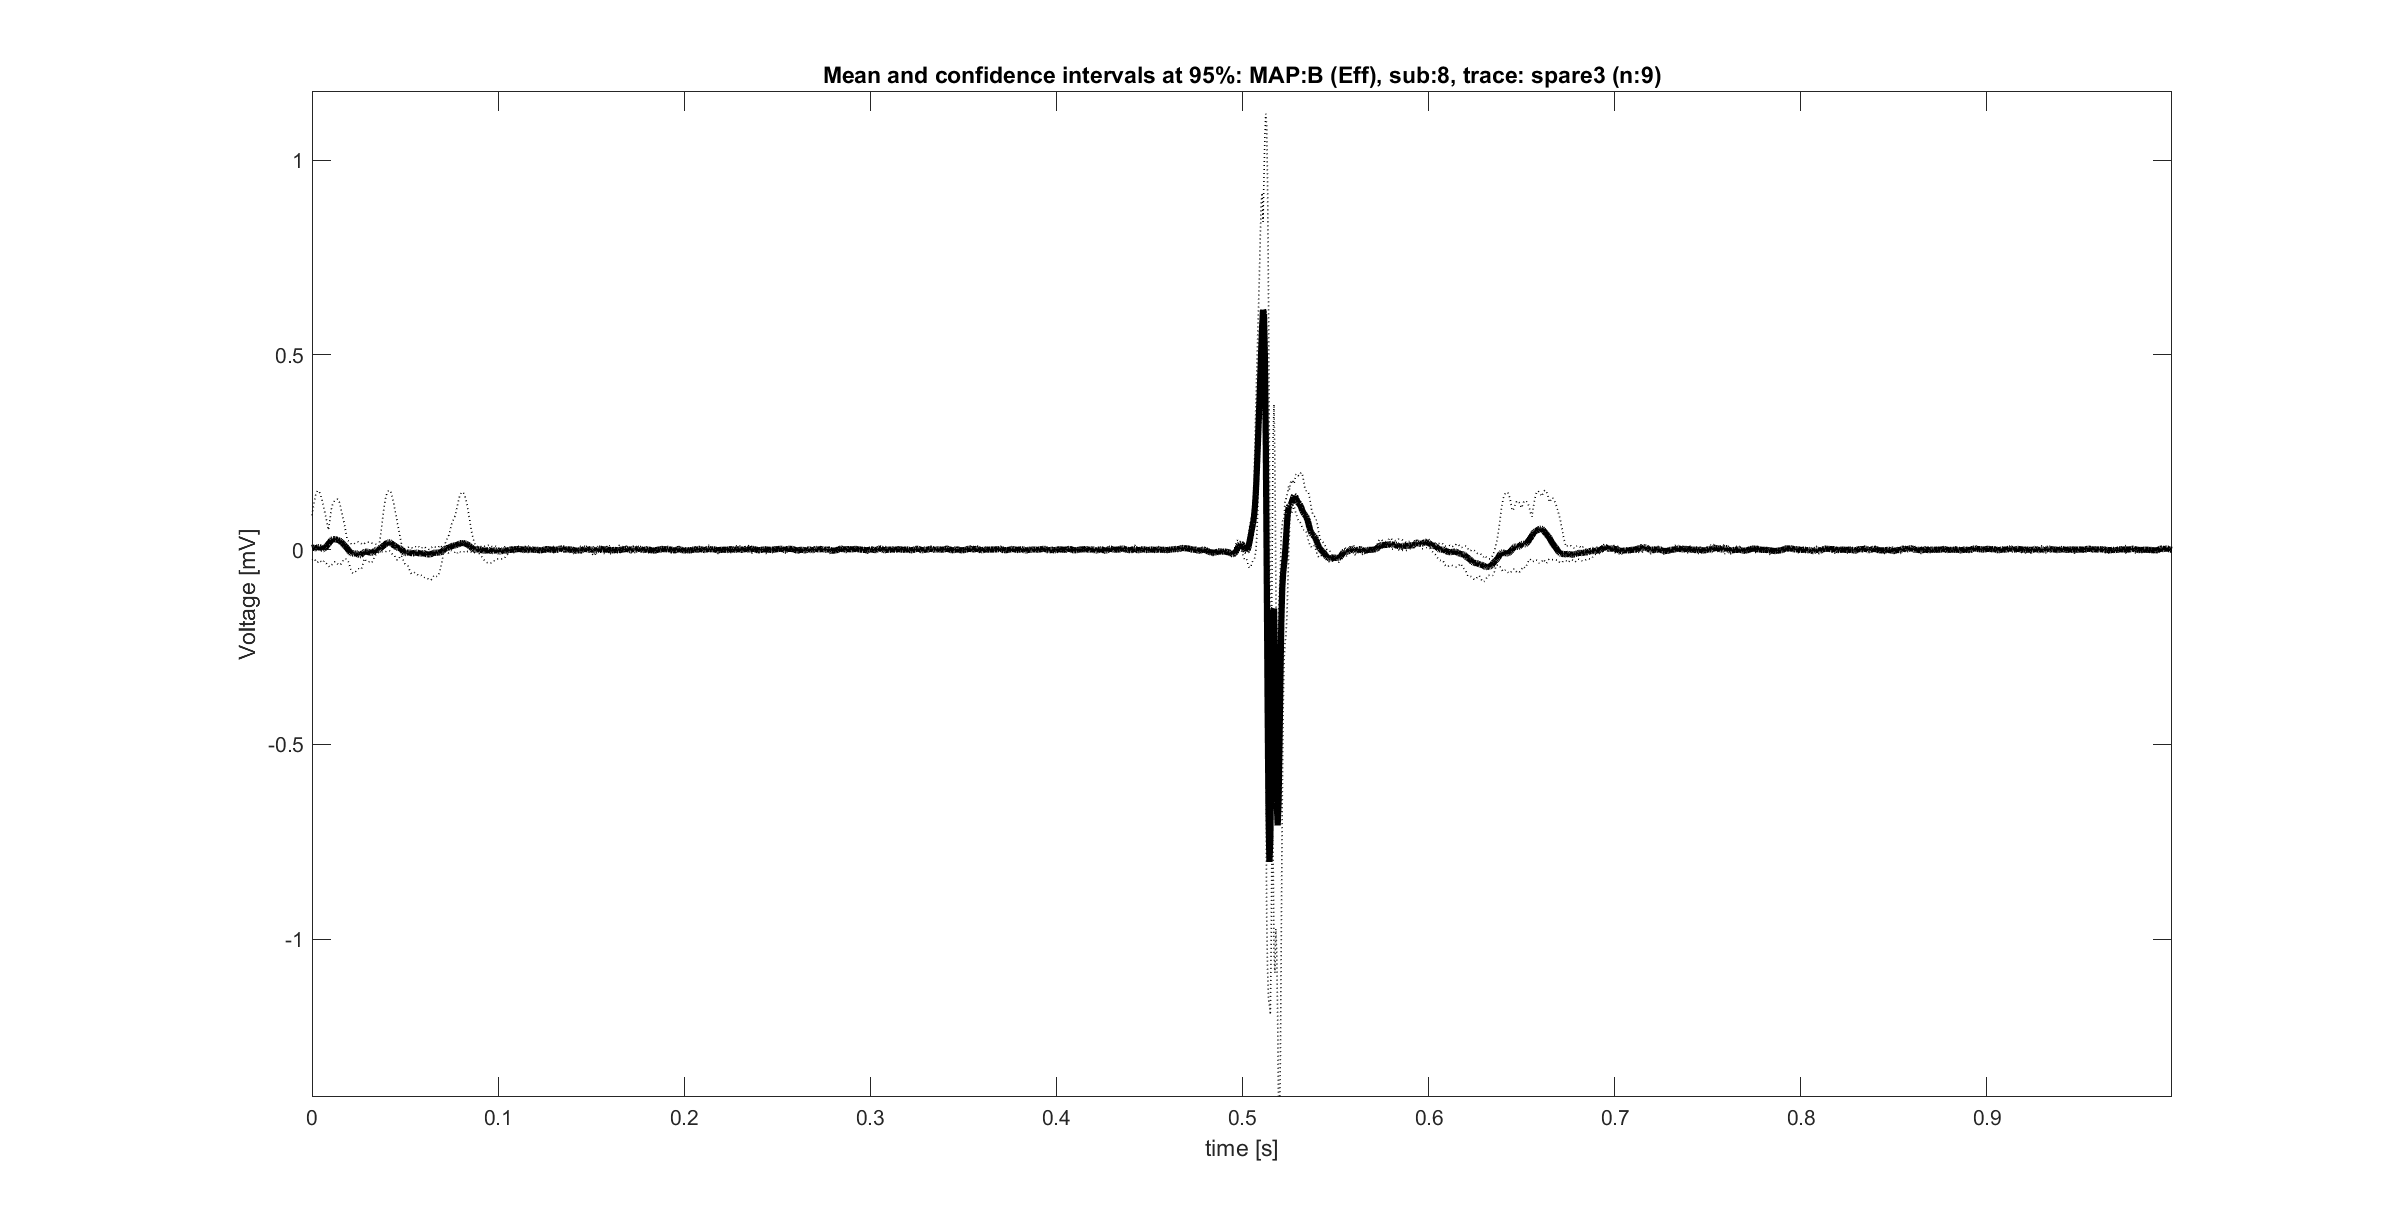 Mean and confidence intervals at 95%: MAP:B (Eff), sub:8, trace: spare3 (n:9)
1
0.5
0
-0.5
-1
Voltage [mV]
0 0.1 0.2 0.3 0.4 0.5 0.6 0.7 0.8 0.9
time [s]